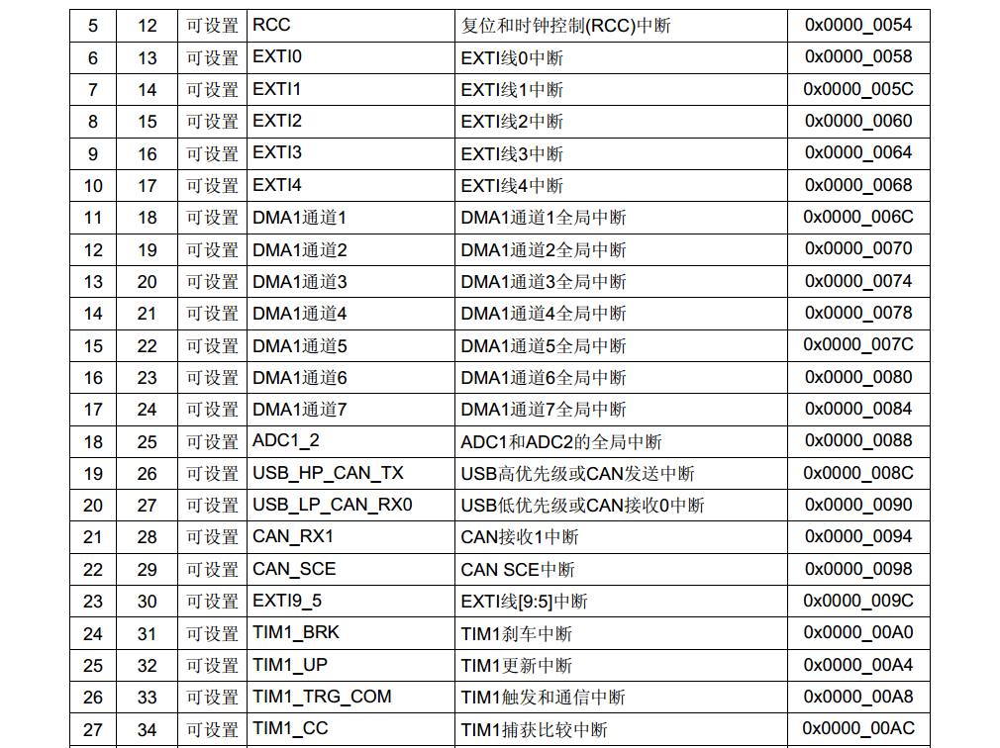 5 12 可设置 RCC 复位和时钟控制(RCC)中断 0x0000_0054
6 13 可设置 EXTI0 EXTI线0中断 0x0000_0058
7 14 可设置 EXTI1 EXTI线1中断 0x0000_005C
8 15 可设置 EXTI2 EXTI线2中断 0x0000_0060
9 16 可设置 EXTI3 EXTI线3中断 0x0000_0064
10 17 可设置 EXTI4 EXTI线4中断 0x0000_0068
11 18 可设置 DMA1通道1 DMA1通道1全局中断 0x0000_006C
12 19 可设置 DMA1通道2 DMA1通道2全局中断 0x0000_0070
13 20 可设置 DMA1通道3 DMA1通道3全局中断 0x0000_0074
14 21 可设置 DMA1通道4 DMA1通道4全局中断 0x0000_0078
15 22 可设置 DMA1通道5 DMA1通道5全局中断 0x0000_007C
16 23 可设置 DMA1通道6 DMA1通道6全局中断 0x0000_0080
17 24 可设置 DMA1通道7 DMA1通道7全局中断 0x0000_0084
18 25 可设置 ADC1_2 ADC1和ADC2的全局中断 0x0000_0088
19 26 可设置 USB_HP_CAN_TX USB高优先级或CAN发送中断 0x0000_008C
20 27 可设置 USB_LP_CAN_RX0 USB低优先级或CAN接收0中断 0x0000_0090
21 28 可设置 CAN_RX1 CAN接收1中断 0x0000_0094
22 29 可设置 CAN_SCE CAN SCE中断 0x0000_0098
23 30 可设置 EXTI9_5 EXTI线[9:5]中断 0x0000_009C
24 31 可设置 TIM1_BRK TIM1刹车中断 0x0000_00A0
25 32 可设置 TIM1_UP TIM1更新中断 0x0000_00A4
26 33 可设置 TIM1_TRG_COM TIM1触发和通信中断 0x0000_00A8
27 34 可设置 TIM1_CC TIM1捕获比较中断 0x0000_00AC